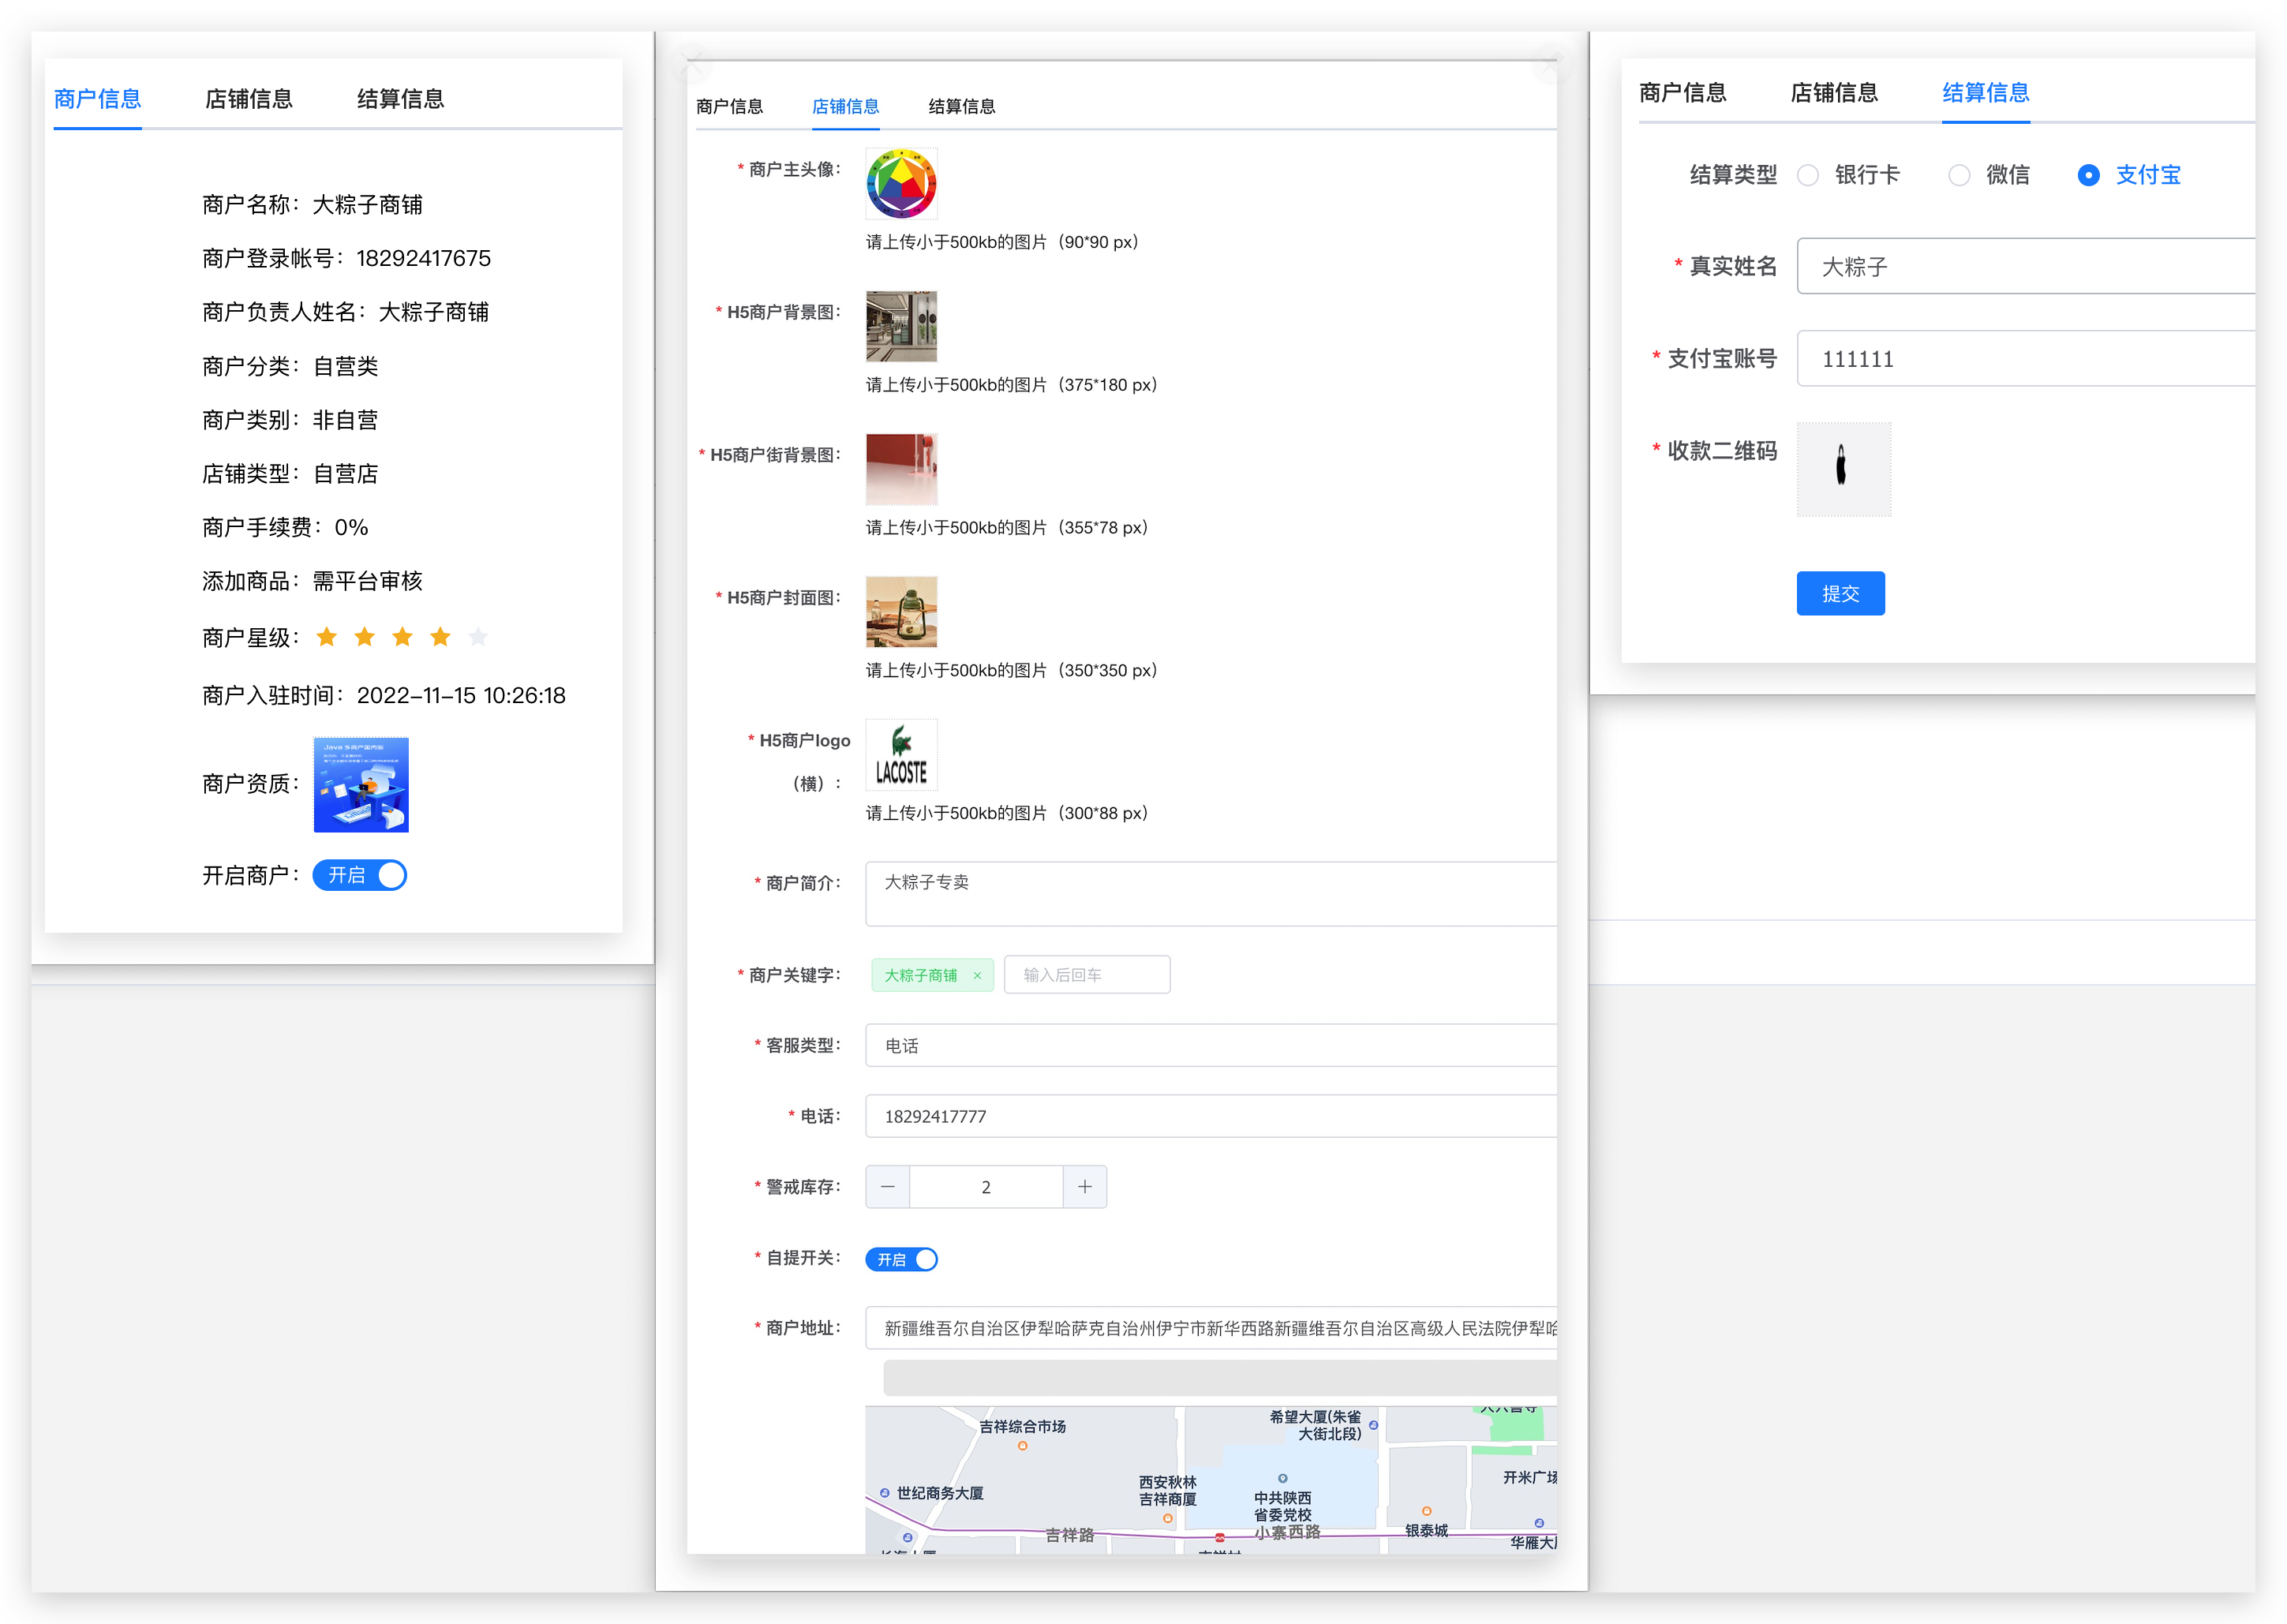 商户信息
店铺信息
结算信息
商户名称：大粽子商铺
商户登录帐号：18292417675
商户负责人姓名：大粽子商铺
商户分类：自营类
商户类别：非自营
店铺类型：自营店
商户手续费：0%
添加商品：需平台审核
商户星级：
商户入驻时间：2022-11-15 10:26:18
商户资质：
开启商户：
开启
商户信息
店铺信息
结算信息
* 商户主头像：
请上传小于500kb的图片（90*90 px）
* H5商户背景图：
请上传小于500kb的图片（375*180 px）
* H5商户街背景图：
请上传小于500kb的图片（355*78 px）
* H5商户封面图：
请上传小于500kb的图片（350*350 px）
* H5商户logo
（横）：
LACOSTE
请上传小于500kb的图片（300*88 px）
* 商户简介：
大粽子专卖
* 商户关键字：
大粽子商铺 ×
输入后回车
* 客服类型：
电话
* 电话：
18292417777
* 警戒库存：
2
* 自提开关：
开启
* 商户地址：
新疆维吾尔自治区伊犁哈萨克自治州伊宁市新华西路新疆维吾尔自治区高级人民法院伊犁哈
吉祥综合市场
希望大厦(朱雀
大街北段)
西安秋林
吉祥商厦
开米广场
世纪商务大厦
中共陕西
省委党校
小寨西路
吉祥路
银泰城
华雁大
商户信息
店铺信息
结算信息
结算类型
银行卡
微信
支付宝
* 真实姓名
大粽子
* 支付宝账号
111111
* 收款二维码
提交